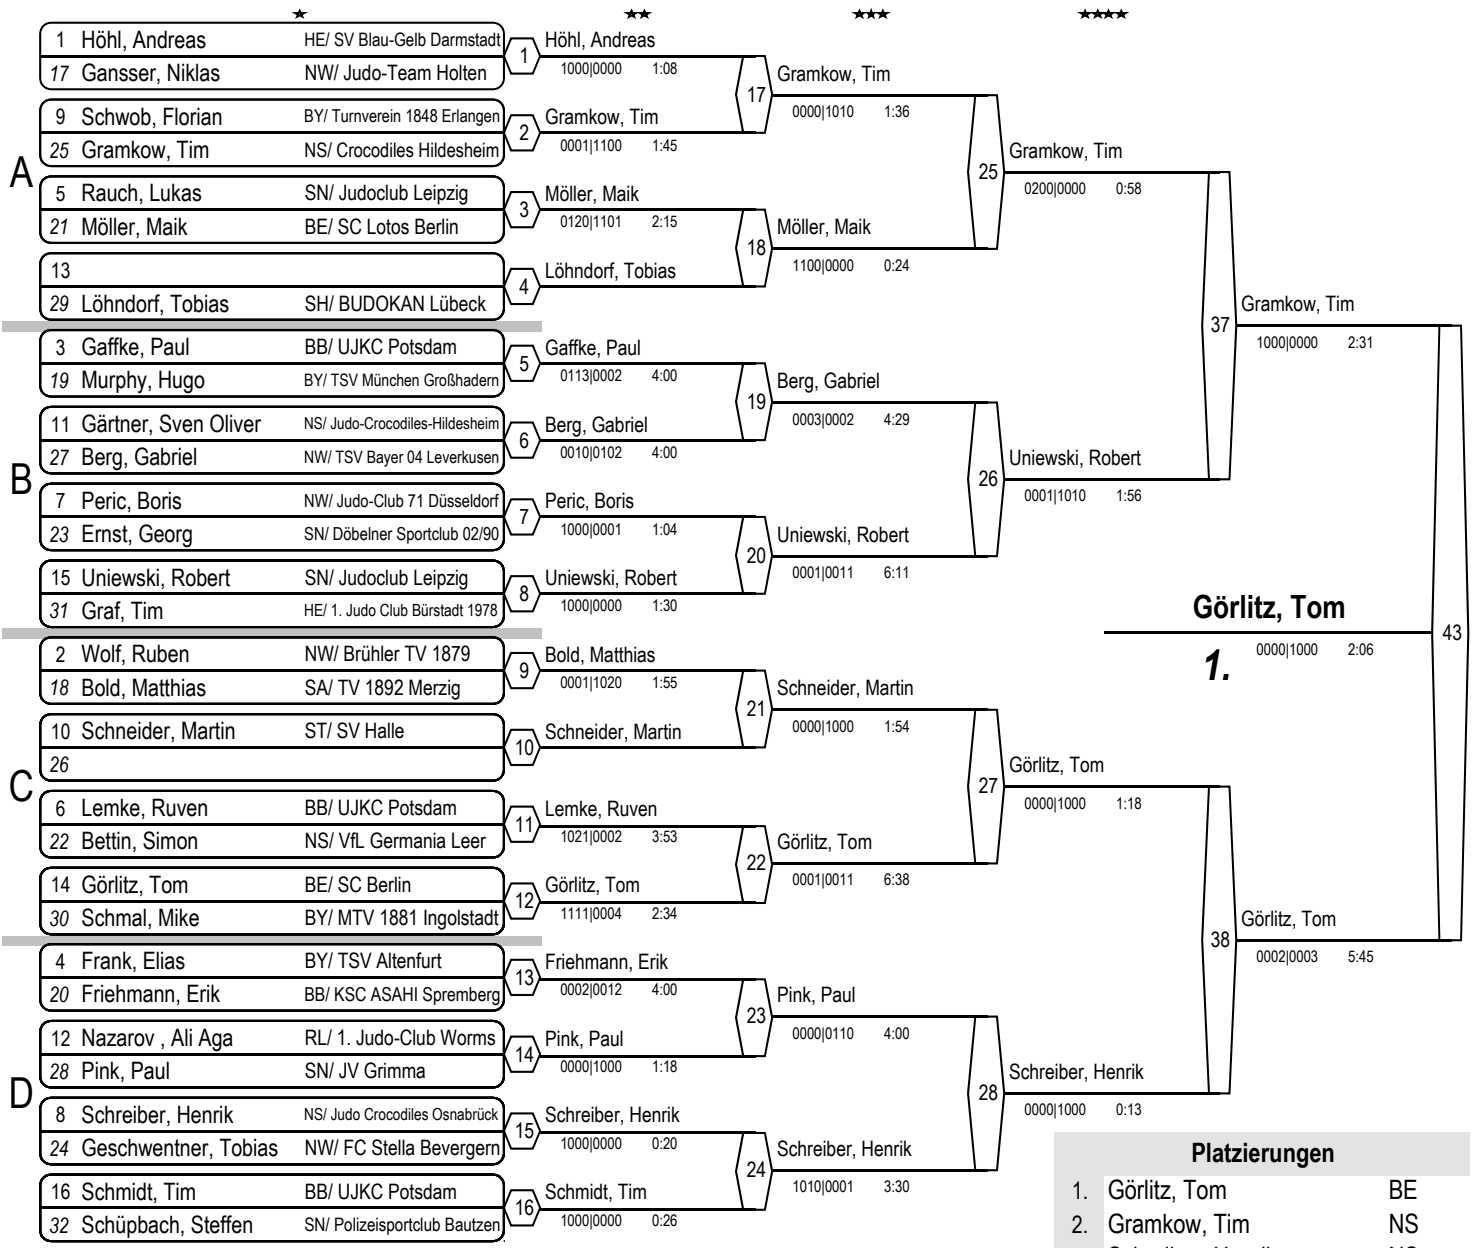 ★ ★★ ★★★ ★★★★
A
1 Höhl, Andreas HE/ SV Blau-Gelb Darmstadt
17 Gansser, Niklas NW/ Judo-Team Holten
9 Schwob, Florian BY/ Turnverein 1848 Erlangen
25 Gramkow, Tim NS/ Crocodiles Hildesheim
5 Rauch, Lukas SN/ Judoclub Leipzig
21 Möller, Maik BE/ SC Lotos Berlin
13
29 Löhndorf, Tobias SH/ BUDOKAN Lübeck
B
3 Gaffke, Paul BB/ UJKC Potsdam
19 Murphy, Hugo BY/ TSV München Großhadern
11 Gärtner, Sven Oliver NS/ Judo-Crocodiles-Hildesheim
27 Berg, Gabriel NW/ TSV Bayer 04 Leverkusen
7 Peric, Boris NW/ Judo-Club 71 Düsseldorf
23 Ernst, Georg SN/ Döbelner Sportclub 02/90
15 Uniewski, Robert SN/ Judoclub Leipzig
31 Graf, Tim HE/ 1. Judo Club Bürstadt 1978
C
2 Wolf, Ruben NW/ Brühler TV 1879
18 Bold, Matthias SA/ TV 1892 Merzig
10 Schneider, Martin ST/ SV Halle
26
6 Lemke, Ruven BB/ UJKC Potsdam
22 Bettin, Simon NS/ VfL Germania Leer
14 Görlitz, Tom BE/ SC Berlin
30 Schmal, Mike BY/ MTV 1881 Ingolstadt
D
4 Frank, Elias BY/ TSV Altenfurt
20 Friehmann, Erik BB/ KSC ASAHI Spremberg
12 Nazarov , Ali Aga RL/ 1. Judo-Club Worms
28 Pink, Paul SN/ JV Grimma
8 Schreiber, Henrik NS/ Judo Crocodiles Osnabrück
24 Geschwentner, Tobias NW/ FC Stella Bevergern
16 Schmidt, Tim BB/ UJKC Potsdam
32 Schüpbach, Steffen SN/ Polizeisportclub Bautzen
1 Höhl, Andreas
1000|0000 1:08
2 Gramkow, Tim
0001|1100 1:45
3 Möller, Maik
0120|1101 2:15
4 Löhndorf, Tobias
5 Gaffke, Paul
0113|0002 4:00
6 Berg, Gabriel
0010|0102 4:00
7 Peric, Boris
1000|0001 1:04
8 Uniewski, Robert
1000|0000 1:30
9 Bold, Matthias
0001|1020 1:55
10 Schneider, Martin
11 Lemke, Ruven
1021|0002 3:53
12 Görlitz, Tom
1111|0004 2:34
13 Friehmann, Erik
0002|0012 4:00
14 Pink, Paul
0000|1000 1:18
15 Schreiber, Henrik
1000|0000 0:20
16 Schmidt, Tim
1000|0000 0:26
17 Gramkow, Tim
0000|1010 1:36
18 Möller, Maik
1100|0000 0:24
19 Berg, Gabriel
0003|0002 4:29
20 Uniewski, Robert
0001|0011 6:11
21 Schneider, Martin
0000|1000 1:54
22 Görlitz, Tom
0001|0011 6:38
23 Pink, Paul
0000|0110 4:00
24 Schreiber, Henrik
1010|0001 3:30
25 Gramkow, Tim
0200|0000 0:58
26 Uniewski, Robert
0001|1010 1:56
27 Görlitz, Tom
0000|1000 1:18
28 Schreiber, Henrik
0000|1000 0:13
37 Gramkow, Tim
1000|0000 2:31
38 Görlitz, Tom
0002|0003 5:45
43 Görlitz, Tom
1. 0000|1000 2:06
Platzierungen
1. Görlitz, Tom BE
2. Gramkow, Tim NS